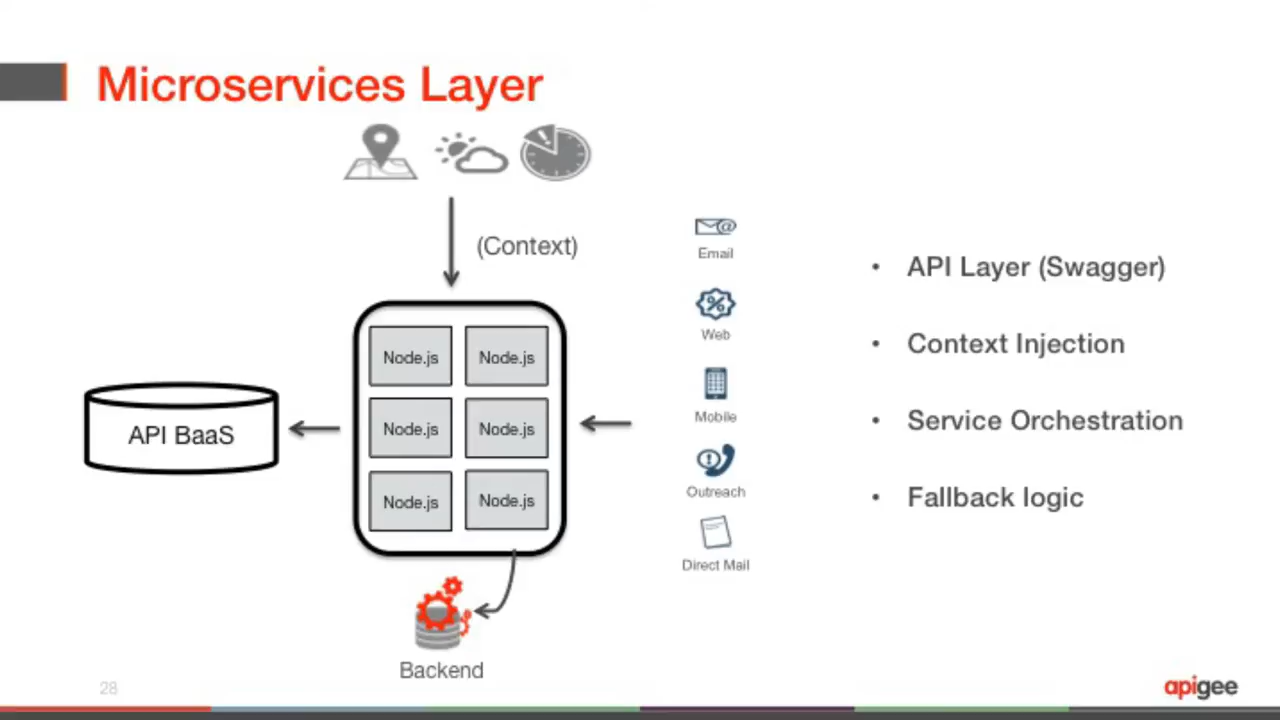 Microservices Layer
(Context)
Email
Web
Mobile
Outreach
Direct Mail
Node.js Node.js
Node.js Node.js
Node.js Node.js
API BaaS
Backend
• API Layer (Swagger)
• Context Injection
• Service Orchestration
• Fallback logic
28
apigee